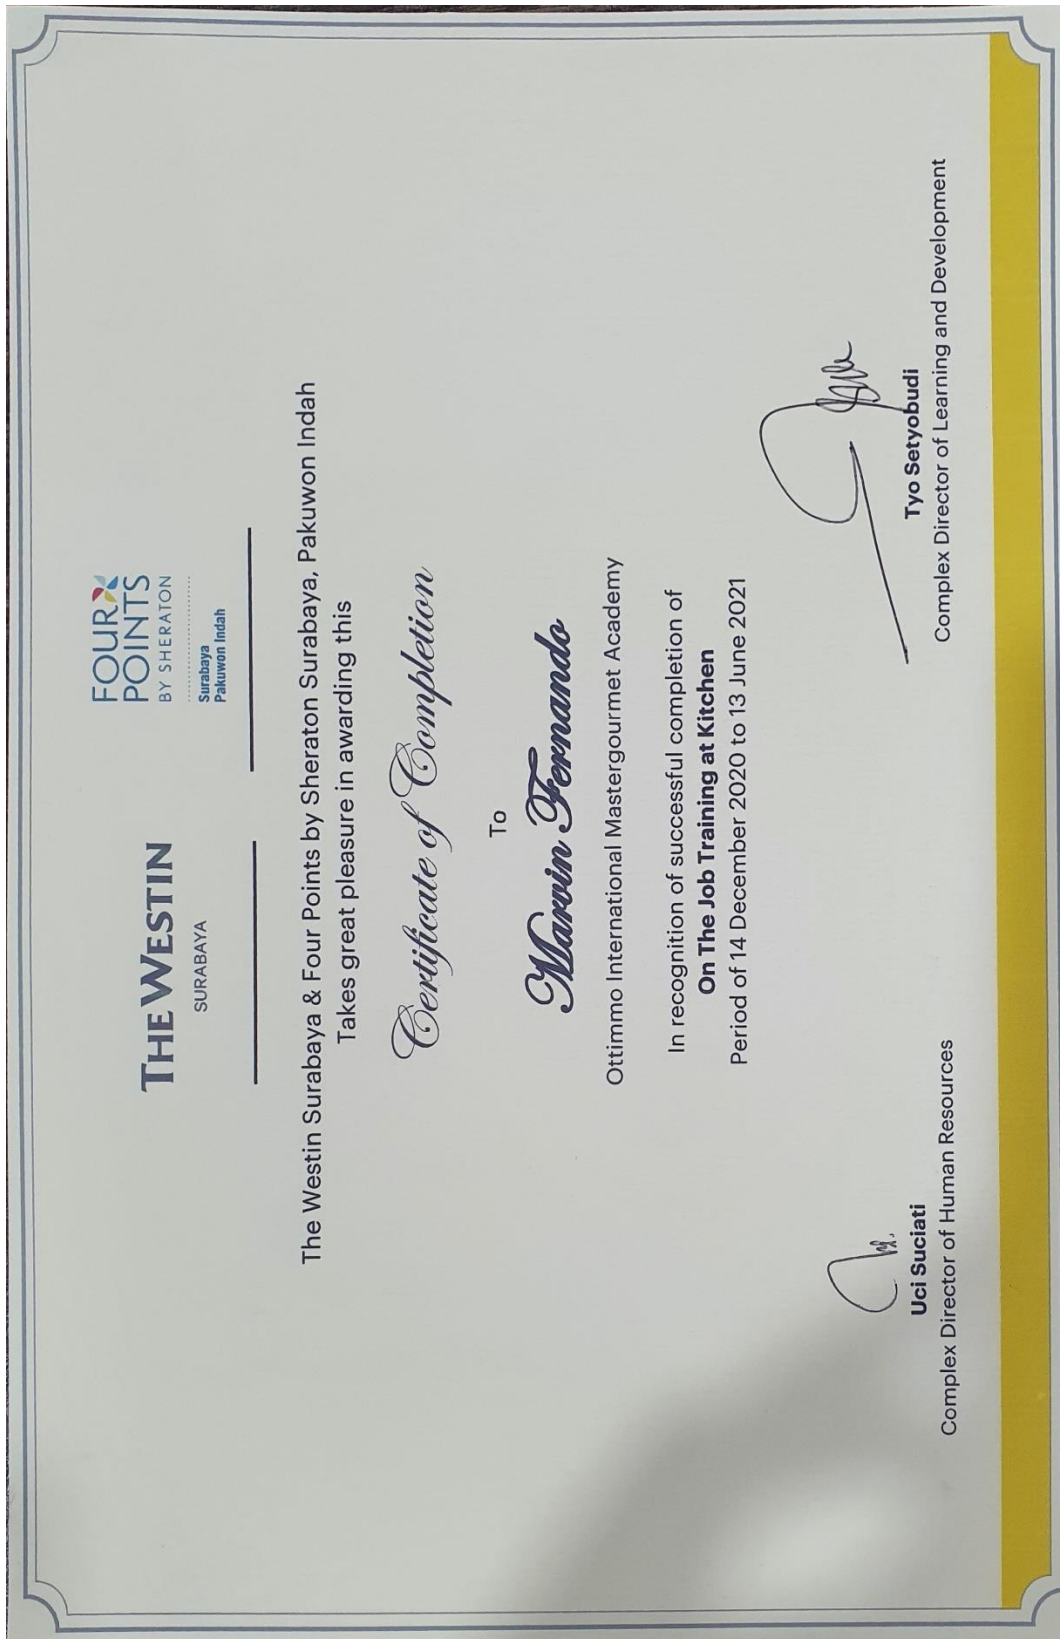 THE WESTIN
SURABAYA
FOUR
POINTS
BY SHERATON
Surabaya
Pakuwon Indah
The Westin Surabaya & Four Points by Sheraton Surabaya, Pakuwon Indah
Takes great pleasure in awarding this
Certificate of Completion
To
Marvin Fernando
Ottimmo International Mastergourmet Academy
In recognition of successful completion of
On The Job Training at Kitchen
Period of 14 December 2020 to 13 June 2021
Uci Suciati
Complex Director of Human Resources
Tyo Setyobudi
Complex Director of Learning and Development